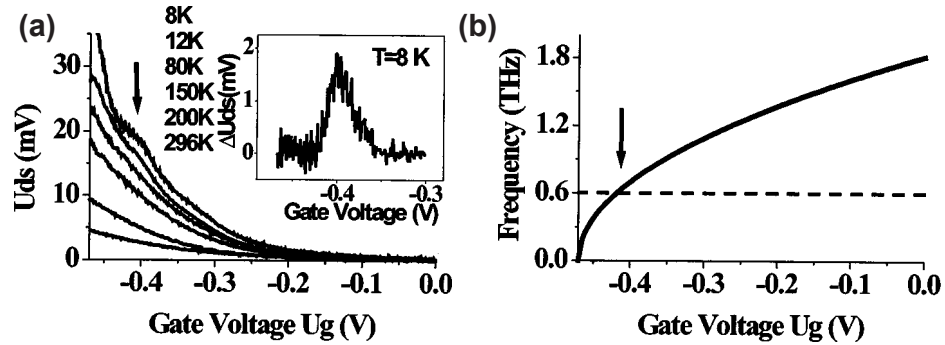 (a)
8K
12K
80K
150K
200K
296K
30
20
10
0
Uds (mV)
-0.4
-0.3
-0.2
-0.1
0.0
Gate Voltage Ug (V)
T=8 K
2
1
0
ΔUds(mV)
-0.4
-0.3
Gate Voltage (V)
(b)
1.8
1.2
0.6
0.0
Frequency (THz)
-0.4
-0.3
-0.2
-0.1
0.0
Gate Voltage Ug (V)